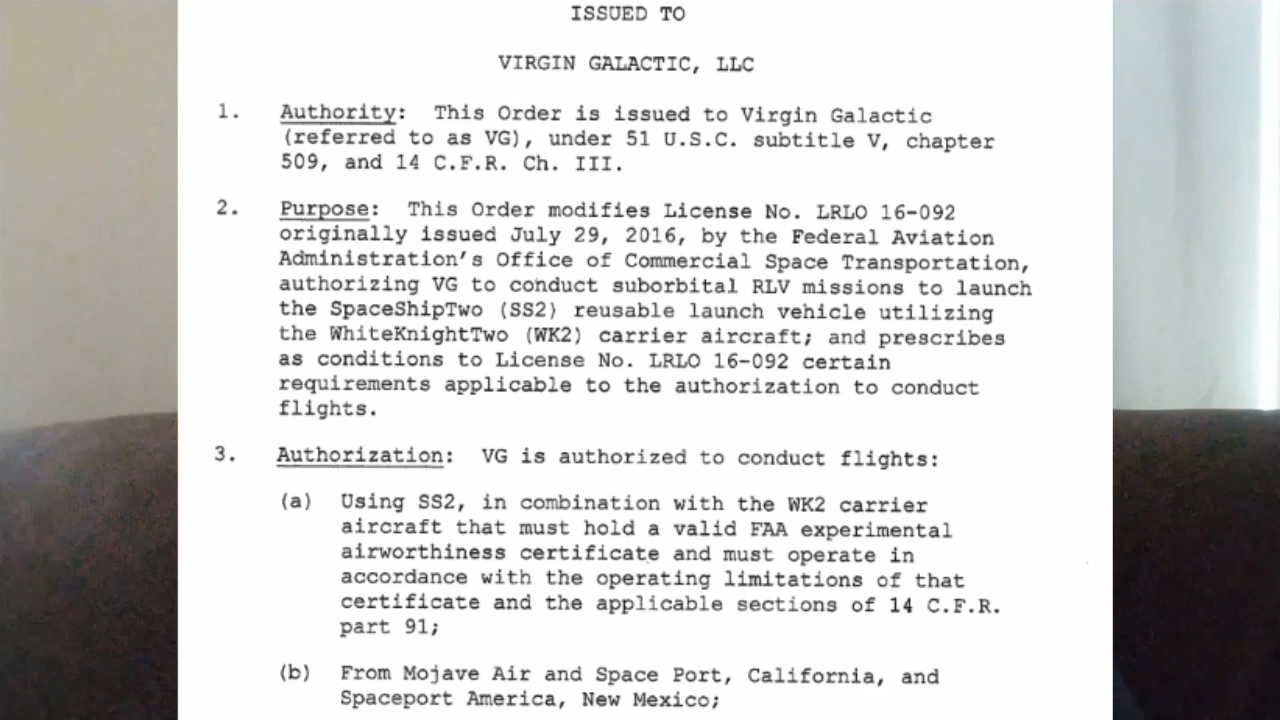 ISSUED TO
VIRGIN GALACTIC, LLC
1. Authority: This Order is issued to Virgin Galactic
(referred to as VG), under 51 U.S.C. subtitle V, chapter
509, and 14 C.F.R. Ch. III.
2. Purpose: This Order modifies License No. LRLO 16-092
originally issued July 29, 2016, by the Federal Aviation
Administration's Office of Commercial Space Transportation,
authorizing VG to conduct suborbital RLV missions to launch
the SpaceShipTwo (SS2) reusable launch vehicle utilizing
the WhiteKnightTwo (WK2) carrier aircraft; and prescribes
as conditions to License No. LRLO 16-092 certain
requirements applicable to the authorization to conduct
flights.
3. Authorization: VG is authorized to conduct flights:
(a) Using SS2, in combination with the WK2 carrier
aircraft that must hold a valid FAA experimental
airworthiness certificate and must operate in
accordance with the operating limitations of that
certificate and the applicable sections of 14 C.F.R.
part 91;
(b) From Mojave Air and Space Port, California, and
Spaceport America, New Mexico;